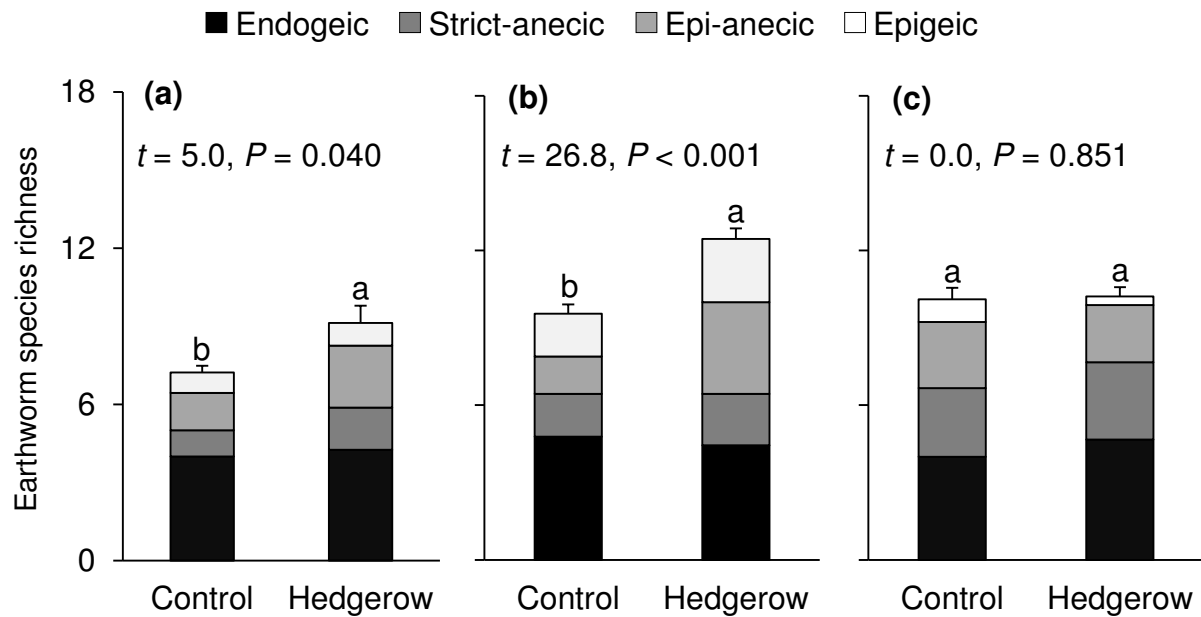 Endogeic Strict-anecic Epi-anecic Epigeic
18 (a) (b) (c)
t = 5.0, P = 0.040 t = 26.8, P < 0.001 t = 0.0, P = 0.851
Earthworm species richness
12
6
0
b a b a a a
Control Hedgerow Control Hedgerow Control Hedgerow